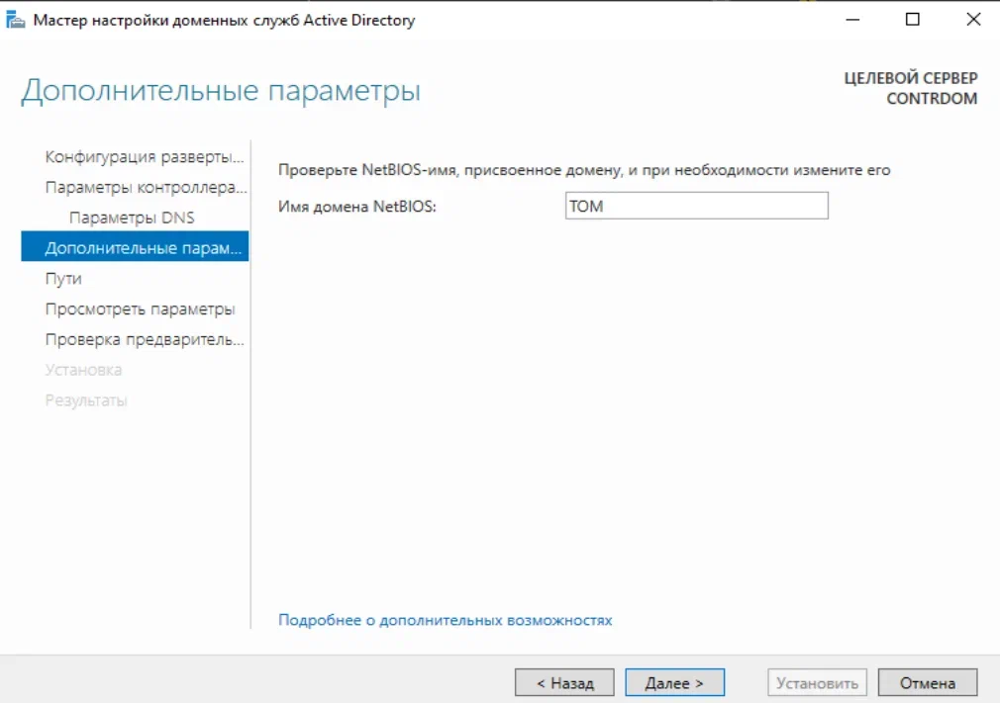 Мастер настройки доменных служб Active Directory
Дополнительные параметры
ЦЕЛЕВОЙ СЕРВЕР
CONTRDOM
Конфигурация разверты...
Параметры контроллера...
Параметры DNS
Дополнительные парам...
Пути
Просмотреть параметры
Проверка предваритель...
Установка
Результаты
Проверьте NetBIOS-имя, присвоенное домену, и при необходимости измените его
Имя домена NetBIOS:
TOM
Подробнее о дополнительных возможностях
< Назад
Далее >
Установить
Отмена